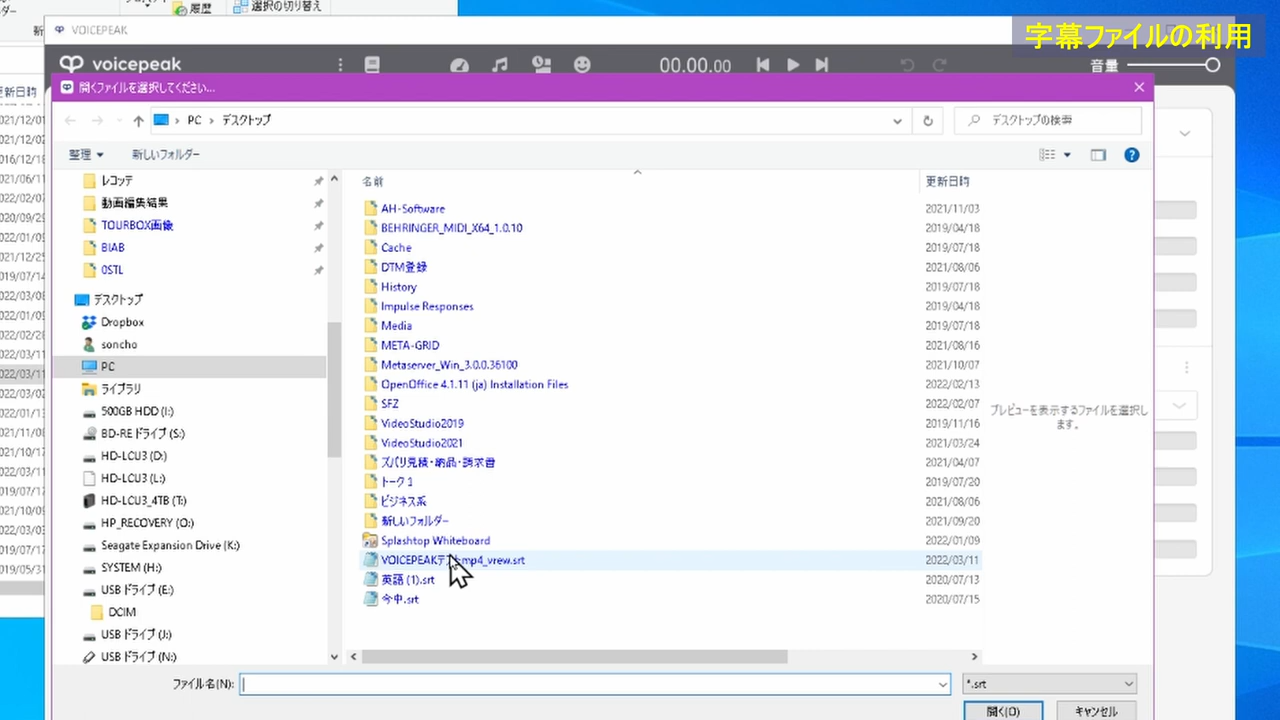 履歴
選択の切り替え
新
VOICEPEAK
字幕ファイルの利用
voicepeak
00.00.00
音量
開くファイルを選択してください...
PC > デスクトップ
デスクトップの検索
整理
新しいフォルダー
名前
更新日時
レコッテ
動画編集結果
TOURBOX画像
BIAB
0STL
デスクトップ
Dropbox
soncho
PC
ライブラリ
500GB HDD (I:)
BD-RE ドライブ (S:)
HD-LCU3 (D:)
HD-LCU3 (L:)
HD-LCU3_4TB (T:)
HP_RECOVERY (O:)
Seagate Expansion Drive (K:)
SYSTEM (H:)
USB ドライブ (E:)
DCIM
USB ドライブ (J:)
USB ドライブ (N:)
AH-Software 2021/11/03
BEHRINGER_MIDI_X64_1.0.10 2019/04/18
Cache 2019/07/18
DTM登録 2021/08/06
History 2019/07/18
Impulse Responses 2019/04/18
Media 2019/07/18
META-GRID 2021/08/16
Metaserver_Win_3.0.0.36100 2021/10/07
OpenOffice 4.1.11 (ja) Installation Files 2022/02/13
SFZ 2022/02/07
VideoStudio2019 2019/11/16
VideoStudio2021 2021/03/24
ズバリ見積・納品・請求書 2021/04/07
トーク1 2019/07/20
ビジネス系 2021/08/06
新しいフォルダー 2021/09/20
Splashtop Whiteboard 2022/01/09
VOICEPEAKテ mp4_vrew.srt 2022/03/11
英語 (1).srt 2020/07/13
今中.srt 2020/07/15
プレビューを表示するファイルを選択し
ます。
ファイル名(N):
*.srt
開く(O)
キャンセル